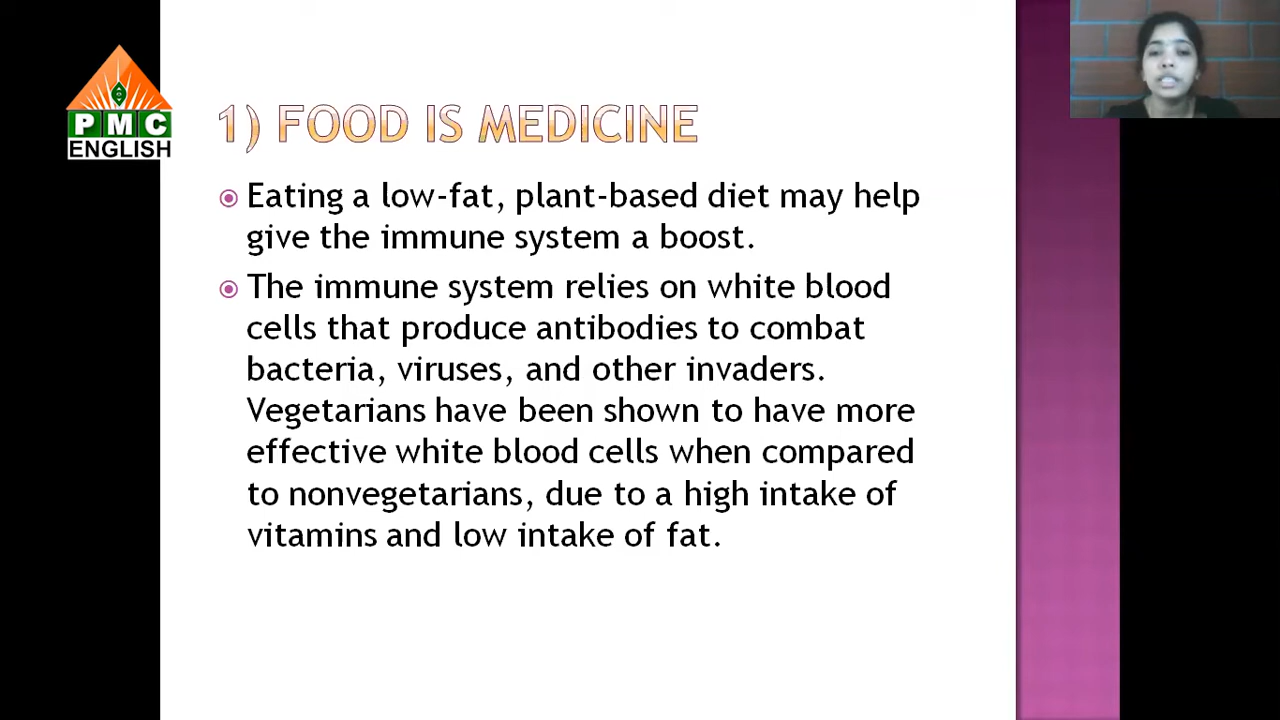 PMC
ENGLISH
1) FOOD IS MEDICINE
Eating a low-fat, plant-based diet may help
give the immune system a boost.
The immune system relies on white blood
cells that produce antibodies to combat
bacteria, viruses, and other invaders.
Vegetarians have been shown to have more
effective white blood cells when compared
to nonvegetarians, due to a high intake of
vitamins and low intake of fat.